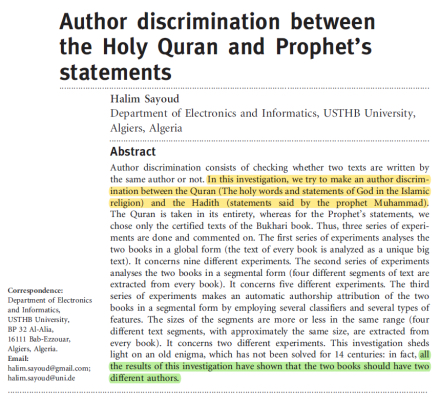 Author discrimination between
the Holy Quran and Prophet's
statements
Halim Sayoud
Department of Electronics and Informatics, USTHB University,
Algiers, Algeria
Abstract
Author discrimination consists of checking whether two texts are written by
the same author or not. In this investigation, we try to make an author discrim-
ination between the Quran (The holy words and statements of God in the Islamic
religion) and the Hadith (statements said by the prophet Muhammad).
The Quran is taken in its entirety, whereas for the Prophet's statements, we
chose only the certified texts of the Bukhari book. Thus, three series of experi-
ments are done and commented on. The first series of experiments analyses the
two books in a global form (the text of every book is analyzed as a unique big
text). It concerns nine different experiments. The second series of experiments
analyses the two books in a segmental form (four different segments of text are
extracted from every book). It concerns five different experiments. The third
series of experiments makes an automatic authorship attribution of the two
books in a segmental form by employing several classifiers and several types of
features. The sizes of the segments are more or less in the same range (four
different text segments, with approximately the same size, are extracted from
every book). It concerns two different experiments. This investigation sheds
light on an old enigma, which has not been solved for 14 centuries: in fact, all
the results of this investigation have shown that the two books should have two
different authors.
Correspondence:
Department of Electronics
and Informatics,
USTHB University,
BP 32 Al-Alia,
16111 Bab-Ezzouar,
Algiers, Algeria.
Email:
halim.sayoud@gmail.com;
halim.sayoud@uni.de